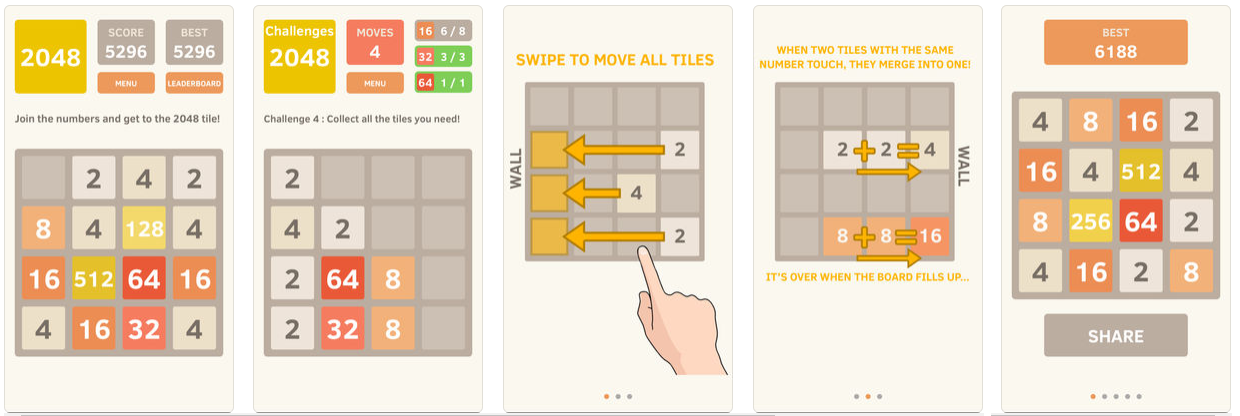 2048
SCORE
5296
BEST
5296
MENU
LEADERBOARD
Join the numbers and get to the 2048 tile!
2 4 2
8 4 128 4
16 512 64 16
4 16 32 4
Challenges
2048
MOVES
4
MENU
16 6 / 8
32 3 / 3
64 1 / 1
Challenge 4 : Collect all the tiles you need!
2
4 2
2 64 8
2 32 8
SWIPE TO MOVE ALL TILES
WALL
2
4
2
WHEN TWO TILES WITH THE SAME
NUMBER TOUCH, THEY MERGE INTO ONE!
2 + 2 = 4
WALL
8 + 8 = 16
IT'S OVER WHEN THE BOARD FILLS UP...
BEST
6188
4 8 16 2
16 4 512 4
8 256 64 2
4 16 2 8
SHARE